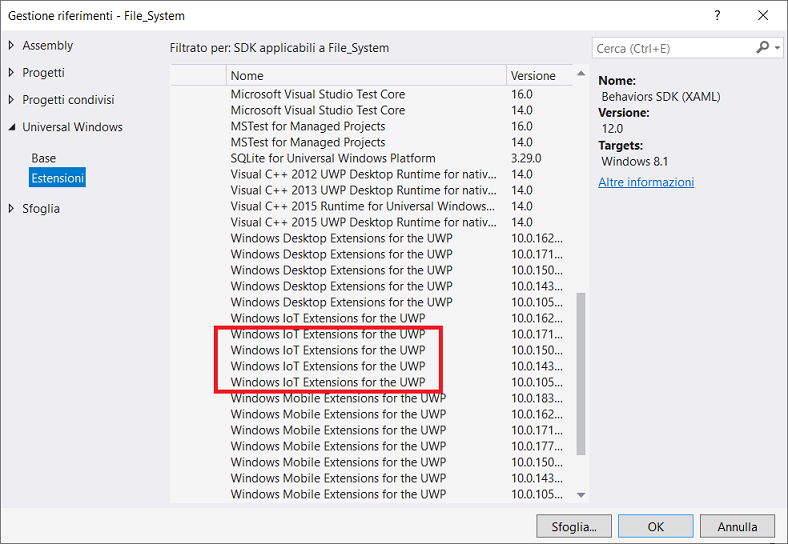 Gestione riferimenti - File_System
Assembly
Progetti
Progetti condivisi
Universal Windows
Base
Estensioni
Sfoglia
Filtrato per: SDK applicabili a File_System
Nome Versione
Microsoft Visual Studio Test Core 16.0
Microsoft Visual Studio Test Core 14.0
MSTest for Managed Projects 16.0
MSTest for Managed Projects 14.0
SQLite for Universal Windows Platform 3.29.0
Visual C++ 2012 UWP Desktop Runtime for nativ... 14.0
Visual C++ 2013 UWP Desktop Runtime for nativ... 14.0
Visual C++ 2015 Runtime for Universal Windows... 14.0
Visual C++ 2015 UWP Desktop Runtime for nativ... 14.0
Windows Desktop Extensions for the UWP 10.0.162...
Windows Desktop Extensions for the UWP 10.0.171...
Windows Desktop Extensions for the UWP 10.0.150...
Windows Desktop Extensions for the UWP 10.0.143...
Windows Desktop Extensions for the UWP 10.0.105...
Windows IoT Extensions for the UWP 10.0.162...
Windows IoT Extensions for the UWP 10.0.171...
Windows IoT Extensions for the UWP 10.0.150...
Windows IoT Extensions for the UWP 10.0.143...
Windows IoT Extensions for the UWP 10.0.105...
Windows Mobile Extensions for the UWP 10.0.183...
Windows Mobile Extensions for the UWP 10.0.162...
Windows Mobile Extensions for the UWP 10.0.171...
Windows Mobile Extensions for the UWP 10.0.177...
Windows Mobile Extensions for the UWP 10.0.150...
Windows Mobile Extensions for the UWP 10.0.143...
Windows Mobile Extensions for the UWP 10.0.105...
Cerca (Ctrl+E)
Nome:
Behaviors SDK (XAML)
Versione:
12.0
Targets:
Windows 8.1
Altre informazioni
Sfoglia... OK Annulla